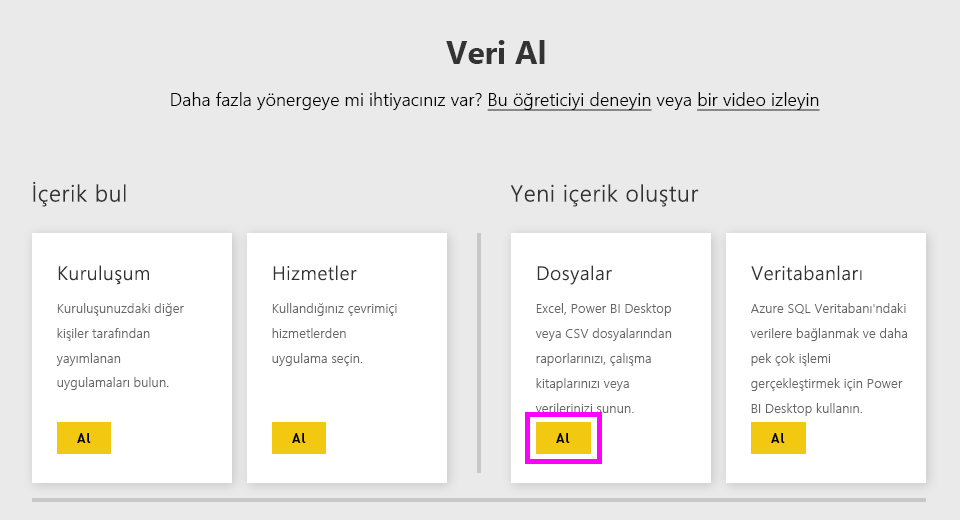 Veri Al
Daha fazla yönergeye mi ihtiyacınız var? Bu öğreticiyi deneyin veya bir video izleyin
İçerik bul
Kuruluşum
Kuruluşunuzdaki diğer
kişiler tarafından
yayımlanan
uygulamaları bulun.
Al
Hizmetler
Kullandığınız çevrimiçi
hizmetlerden
uygulama seçin.
Al
Yeni içerik oluştur
Dosyalar
Excel, Power BI Desktop
veya CSV dosyalarından
raporlarınızı, çalışma
kitaplarınızı veya
verilerinizi sunun.
Al
Veritabanları
Azure SQL Veritabanı'ndaki
verilere bağlanmak ve daha
pek çok işlemi
gerçekleştirmek için Power
BI Desktop kullanın.
Al